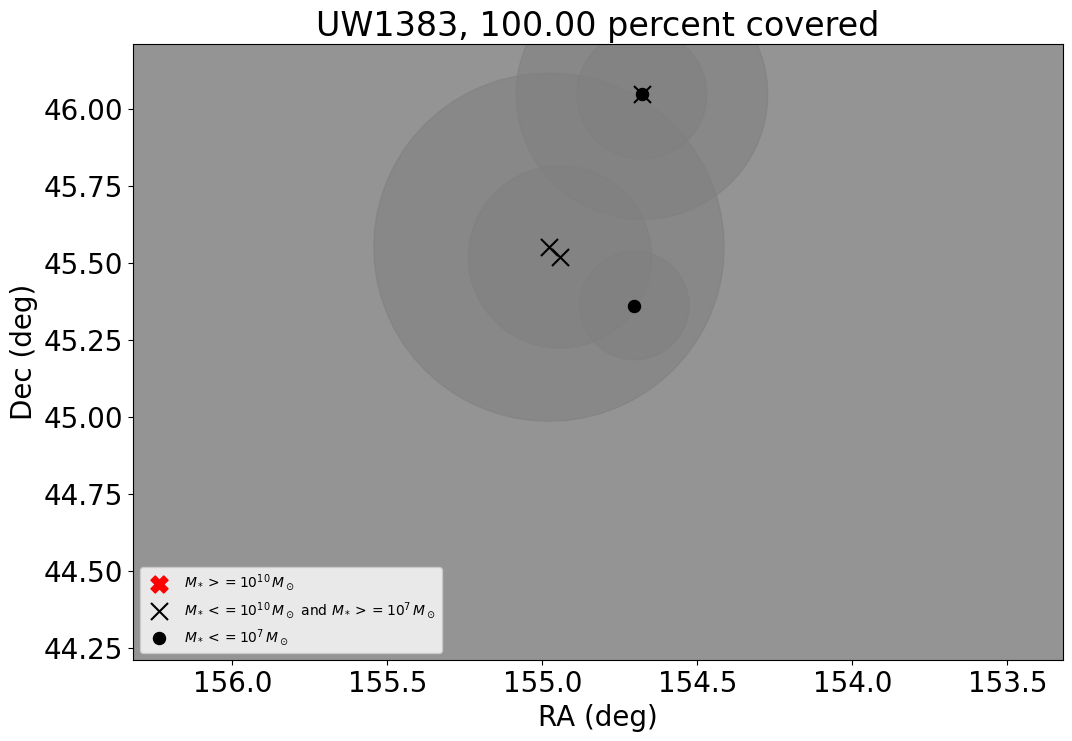 UW1383, 100.00 percent covered
46.00
45.75
45.50
45.25
45.00
44.75
44.50
44.25
Dec (deg)
M* >= 10^10 M⊙
M* <= 10^10 M⊙ and M* >= 10^7 M⊙
M* <= 10^7 M⊙
156.0 155.5 155.0 154.5 154.0 153.5
RA (deg)